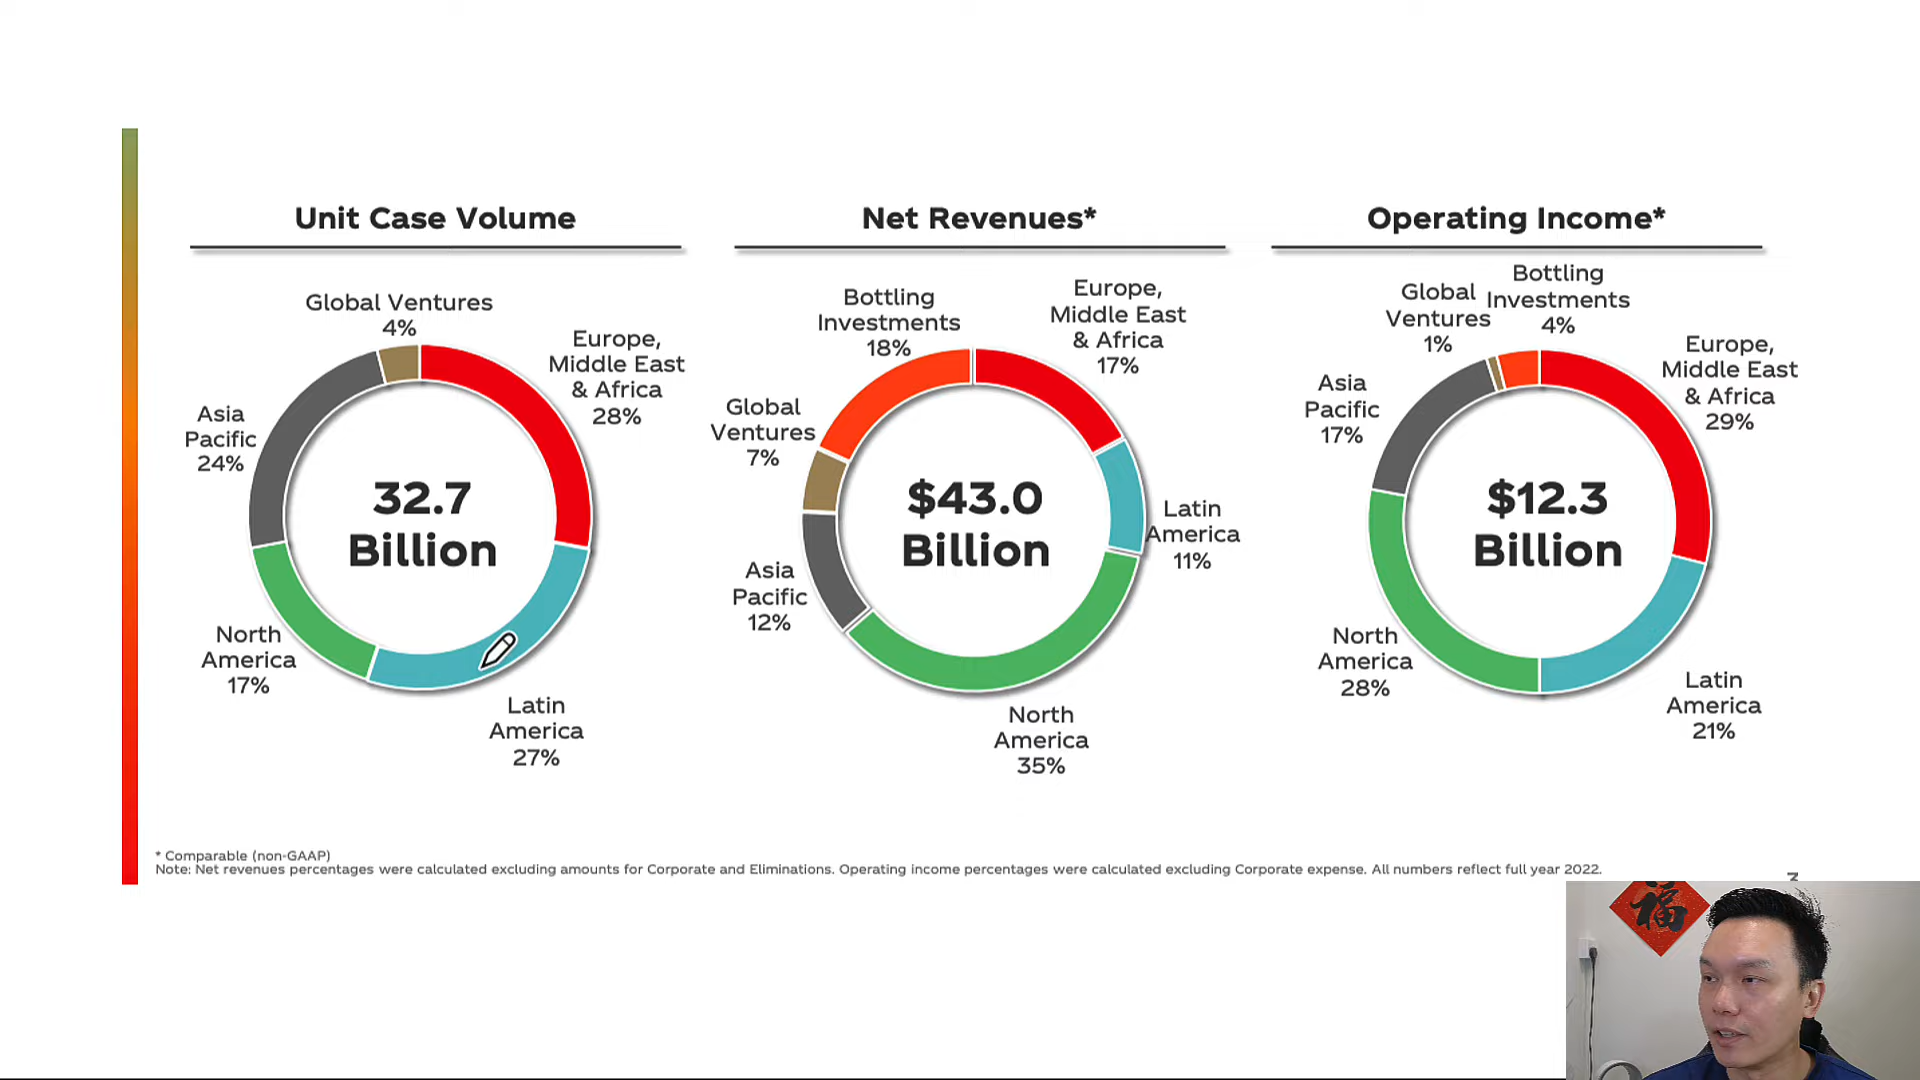 Unit Case Volume
Global Ventures
4%
Europe,
Middle East
& Africa
28%
Asia
Pacific
24%
32.7
Billion
North
America
17%
Latin
America
27%
Net Revenues*
Bottling
Investments
18%
Europe,
Middle East
& Africa
17%
Global
Ventures
7%
$43.0
Billion
Latin
America
11%
Asia
Pacific
12%
North
America
35%
Operating Income*
Global
Ventures
1%
Bottling
Investments
4%
Europe,
Middle East
& Africa
29%
Asia
Pacific
17%
$12.3
Billion
North
America
28%
Latin
America
21%
* Comparable (non-GAAP)
Note: Net revenues percentages were calculated excluding amounts for Corporate and Eliminations. Operating income percentages were calculated excluding Corporate expense. All numbers reflect full year 2022.
3
福